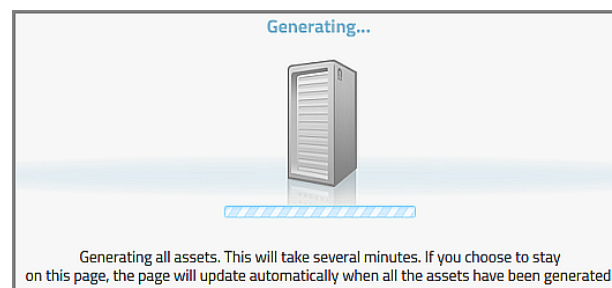 Generating...
Generating all assets. This will take several minutes. If you choose to stay
on this page, the page will update automatically when all the assets have been generated